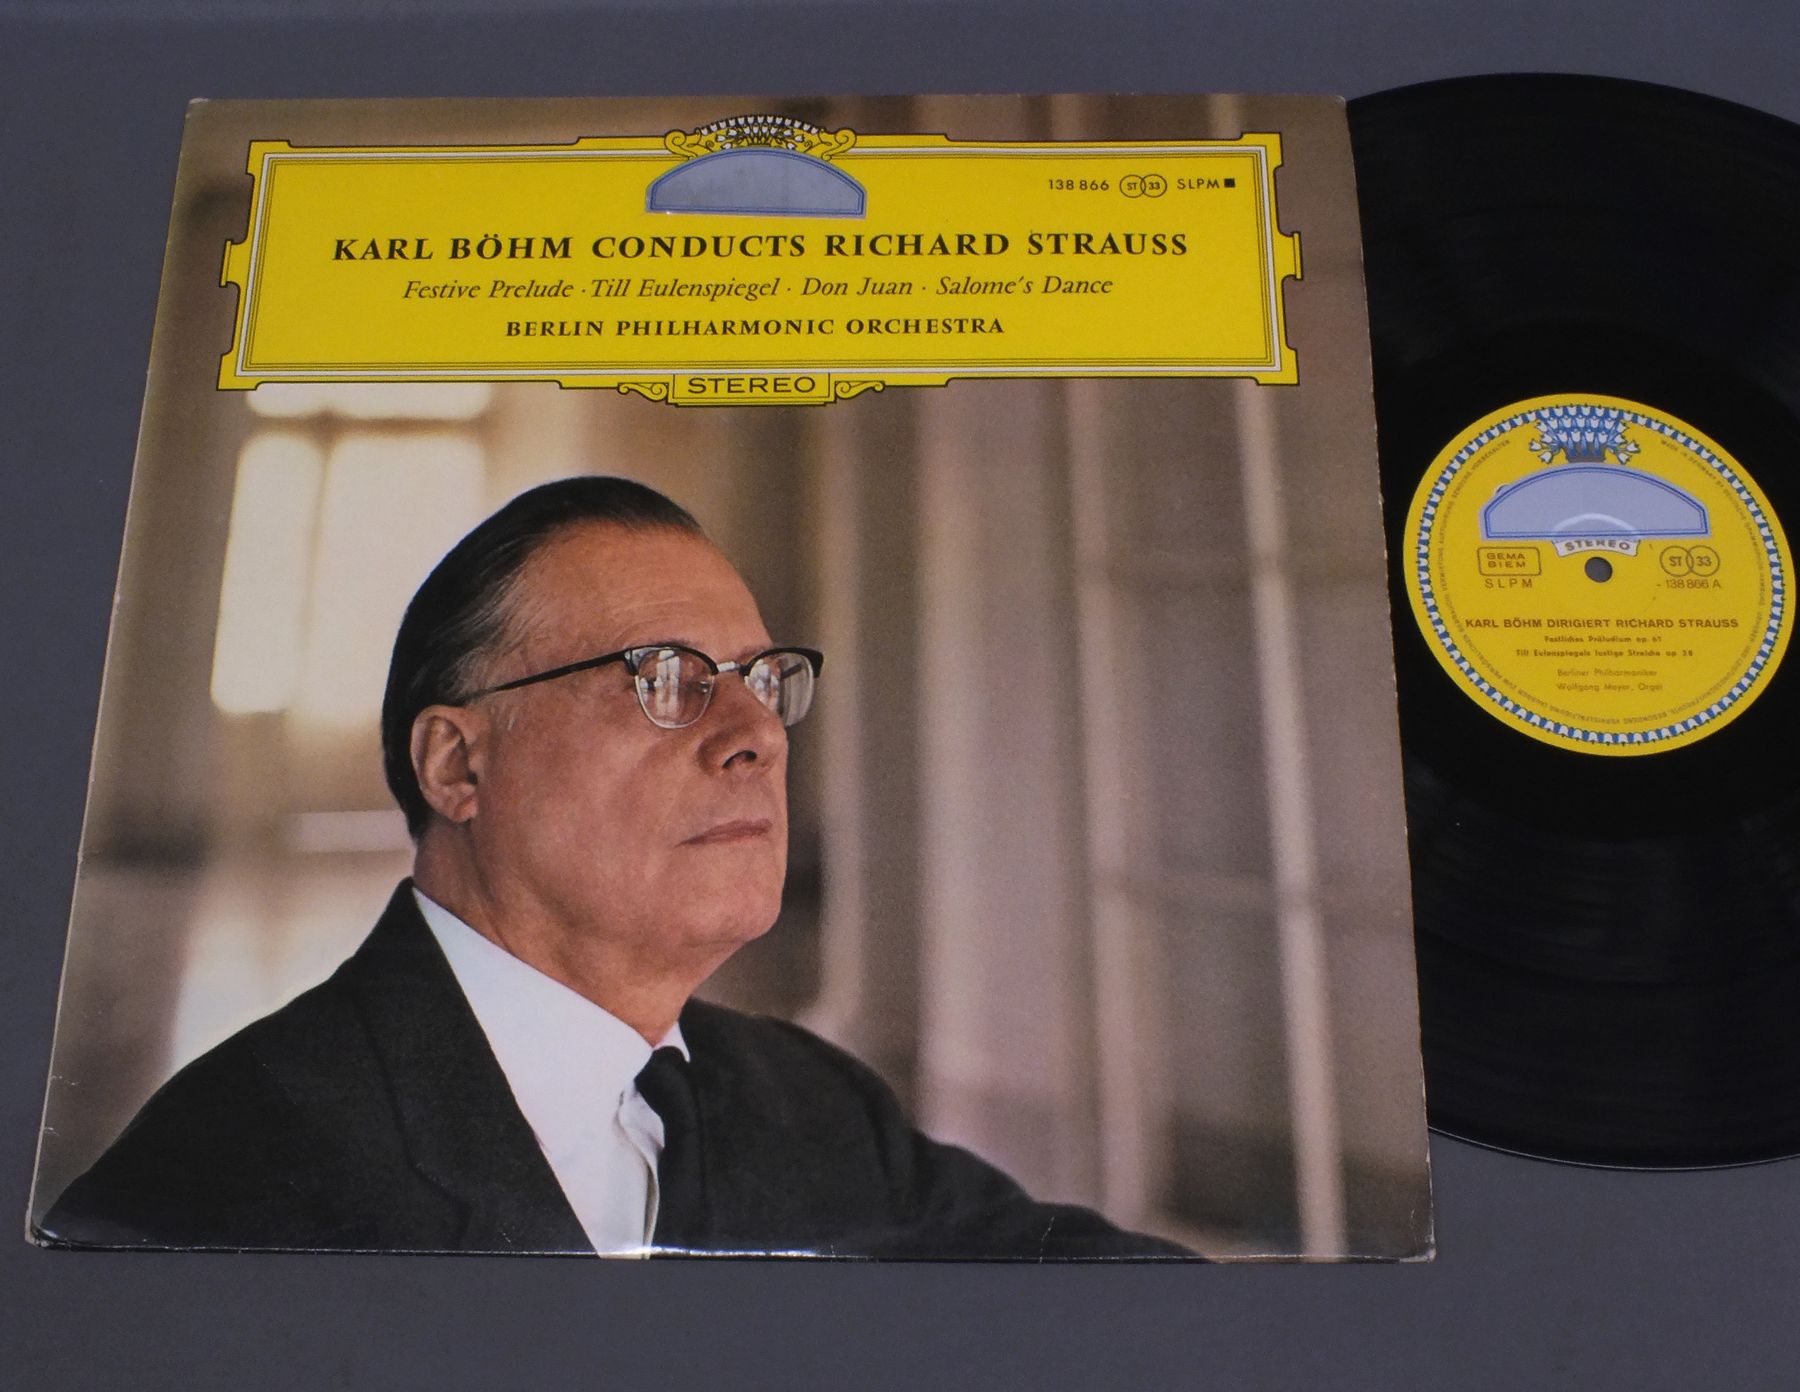 138 866 ST 33 SLPM
KARL BÖHM CONDUCTS RICHARD STRAUSS
Festive Prelude · Till Eulenspiegel · Don Juan · Salome's Dance
BERLIN PHILHARMONIC ORCHESTRA
STEREO
STEREO
GEMA
BIEM
SLPM
ST 33
138 866 A
KARL BÖHM DIRIGIERT RICHARD STRAUSS
Festliches Präludium op. 61
Till Eulenspiegels lustige Streiche op 28
Berliner Philharmoniker
Wolfgang Meyer, Orgel